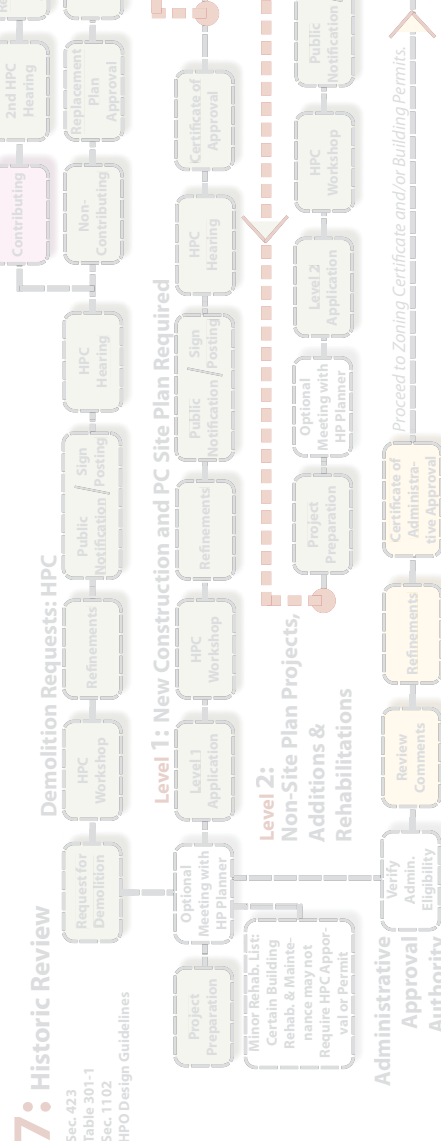 7: Historic Review
Sec. 423
Table 301-1
Sec. 1102
HPO Design Guidelines
Demolition Requests: HPC
Request for
Demolition
HPC
Workshop
Refinements
Public
Notification
/
Sign
Posting
HPC
Hearing
Contributing
2nd HPC
Hearing
Non-
Contributing
Replacement
Plan
Approval
Level 1: New Construction and PC Site Plan Required
Project
Preparation
Optional
Meeting with
HP Planner
Level 1
Application
HPC
Workshop
Refinements
Public
Notification
/
Sign
Posting
HPC
Hearing
Certificate of
Approval
Minor Rehab. List:
Certain Building
Rehab. & Mainte-
nance may not
Require HPC Appor-
val or Permit
Level 2:
Non-Site Plan Projects,
Additions &
Rehabilitations
Project
Preparation
Optional
Meeting with
HP Planner
Level 2
Application
HPC
Workshop
Public
Notification
Administrative
Approval
Authority
Verify
Admin.
Eligibility
Review
Comments
Refinements
Certificate of
Administra-
tive Approval
Proceed to Zoning Certificate and/or Building Permits.